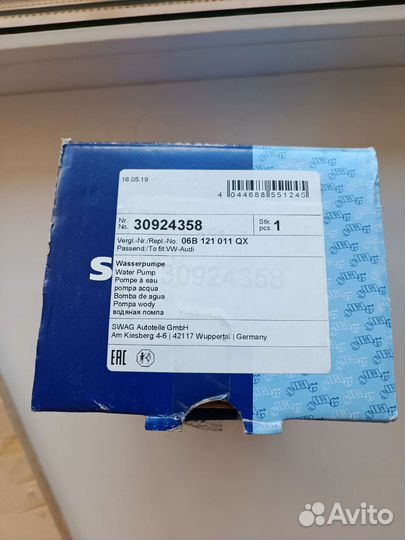 16.05.19
4 044688 551245
Nr. No. 30924358 Stk. pcs. 1
Vergl.-Nr./Repl.-No. 06B 121 011 QX
Passend:/To fit:VW-Audi
Wasserpumpe
Water Pump
Pompe à eau
pompa acqua
Bomba de agua
Pompa wody
водяная помпа
30924358
SWAG Autoteile GmbH
Am Kiesberg 4-6 | 42117 Wuppertal | Germany
EAC
S
SWAG
Avito